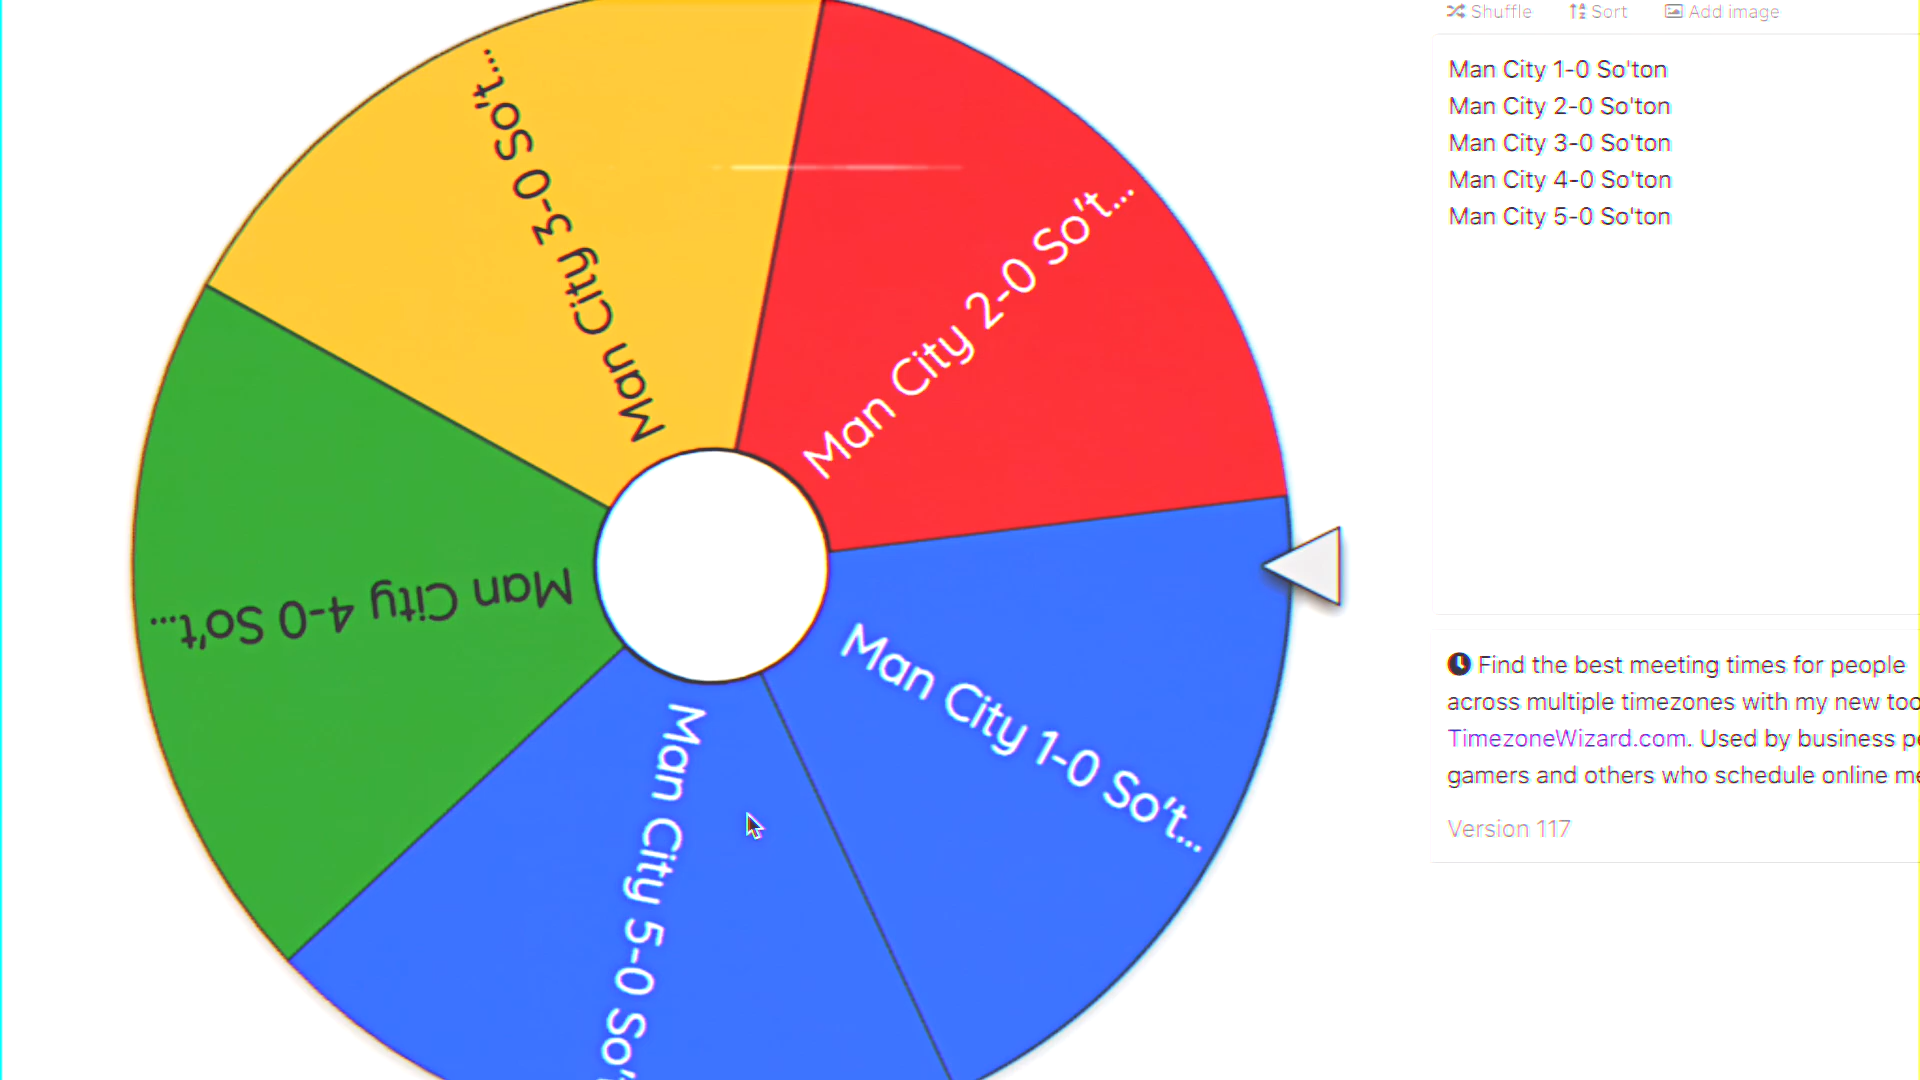 Shuffle Sort Add image
Man City 1-0 So'ton
Man City 2-0 So'ton
Man City 3-0 So'ton
Man City 4-0 So'ton
Man City 5-0 So'ton
Man City 3-0 So't...
Man City 2-0 So't...
Man City 4-0 So't...
Man City 1-0 So't...
Man City 5-0 So't
Find the best meeting times for people
across multiple timezones with my new
TimezoneWizard.com. Used by business
gamers and others who schedule online
Version 117